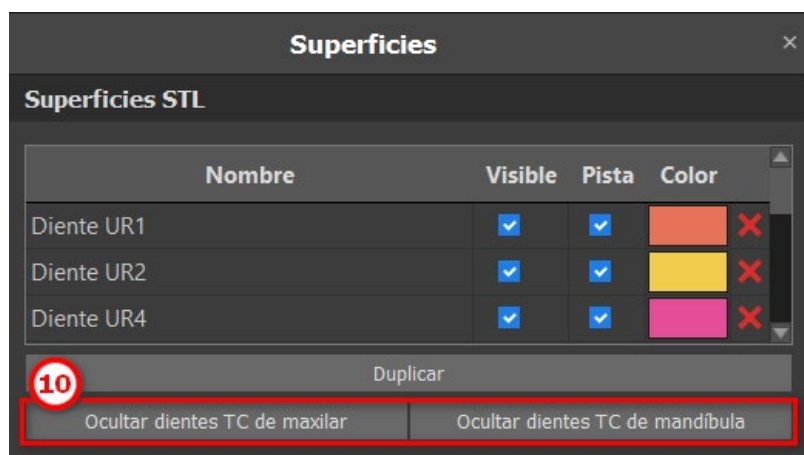 Superficies
Superficies STL
Nombre Visible Pista Color
Diente UR1
Diente UR2
Diente UR4
Duplicar
10
Ocultar dientes TC de maxilar Ocultar dientes TC de mandíbula